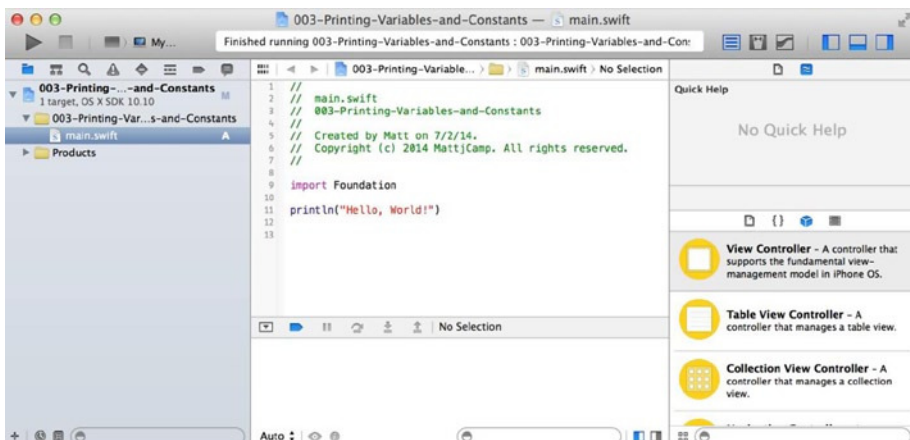 003-Printing-Variables-and-Constants — main.swift
My...
Finished running 003-Printing-Variables-and-Constants : 003-Printing-Variables-and-Con:
003-Printing-...-and-Constants
M
1 target, OS X SDK 10.10
003-Printing-Var...s-and-Constants
main.swift
A
Products
003-Printing-Variable... › main.swift › No Selection
1 //
2 // main.swift
3 // 003-Printing-Variables-and-Constants
4 //
5 // Created by Matt on 7/2/14.
6 // Copyright (c) 2014 MattjCamp. All rights reserved.
7 //
8
9 import Foundation
10
11 println("Hello, World!")
12
13
No Selection
Auto
Quick Help
No Quick Help
{}
View Controller - A controller that
supports the fundamental view-
management model in iPhone OS.
Table View Controller - A
controller that manages a table view.
Collection View Controller - A
controller that manages a collection
view.